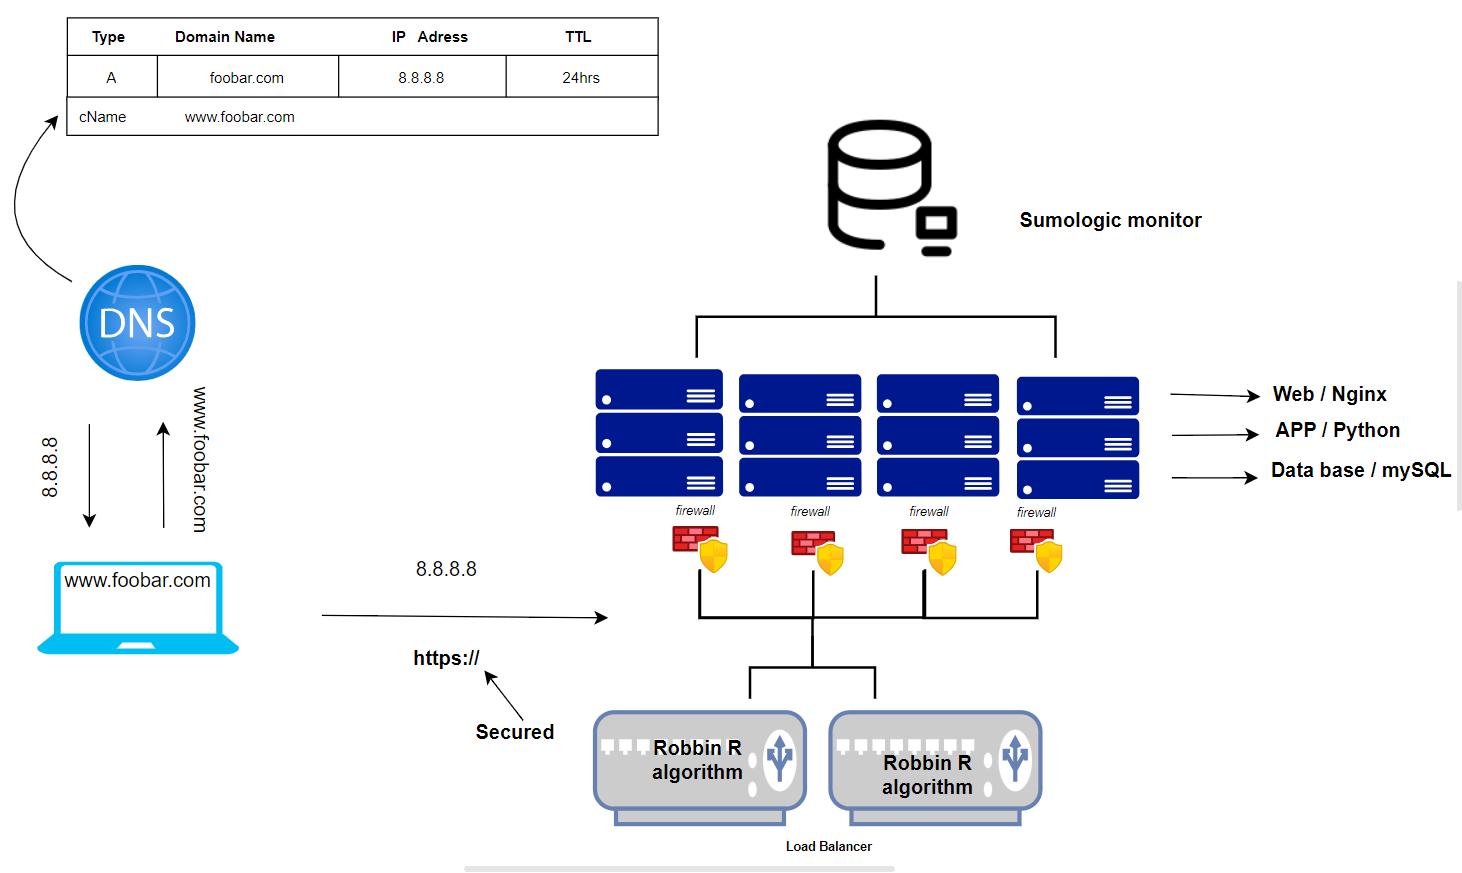 Type Domain Name IP Adress TTL
A foobar.com 8.8.8.8 24hrs
cName www.foobar.com
Sumologic monitor
DNS
8.8.8.8
www.foobar.com
www.foobar.com
8.8.8.8
https://
Secured
Web / Nginx
APP / Python
Data base / mySQL
firewall firewall firewall firewall
Robbin R
algorithm
Robbin R
algorithm
Load Balancer